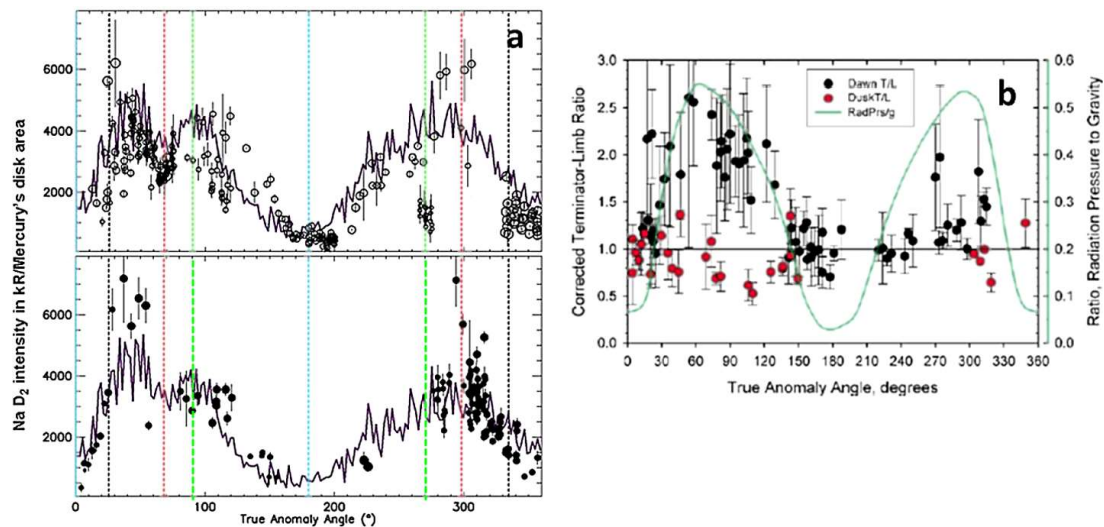 a
6000
4000
2000
6000
4000
2000
0
100
200
300
True Anomaly Angle (°)
Na D2 intensity in kR/Mercury's disk area
b
3.0
2.5
2.0
1.5
1.0
0.5
0.0
0.6
0.5
0.4
0.3
0.2
0.1
0.0
Dawn T/L
DuskT/L
RadPrs/g
0 30 60 90 120 150 180 210 240 270 300 330 360
True Anomaly Angle, degrees
Corrected Terminator-Limb Ratio
Ratio, Radiation Pressure to Gravity